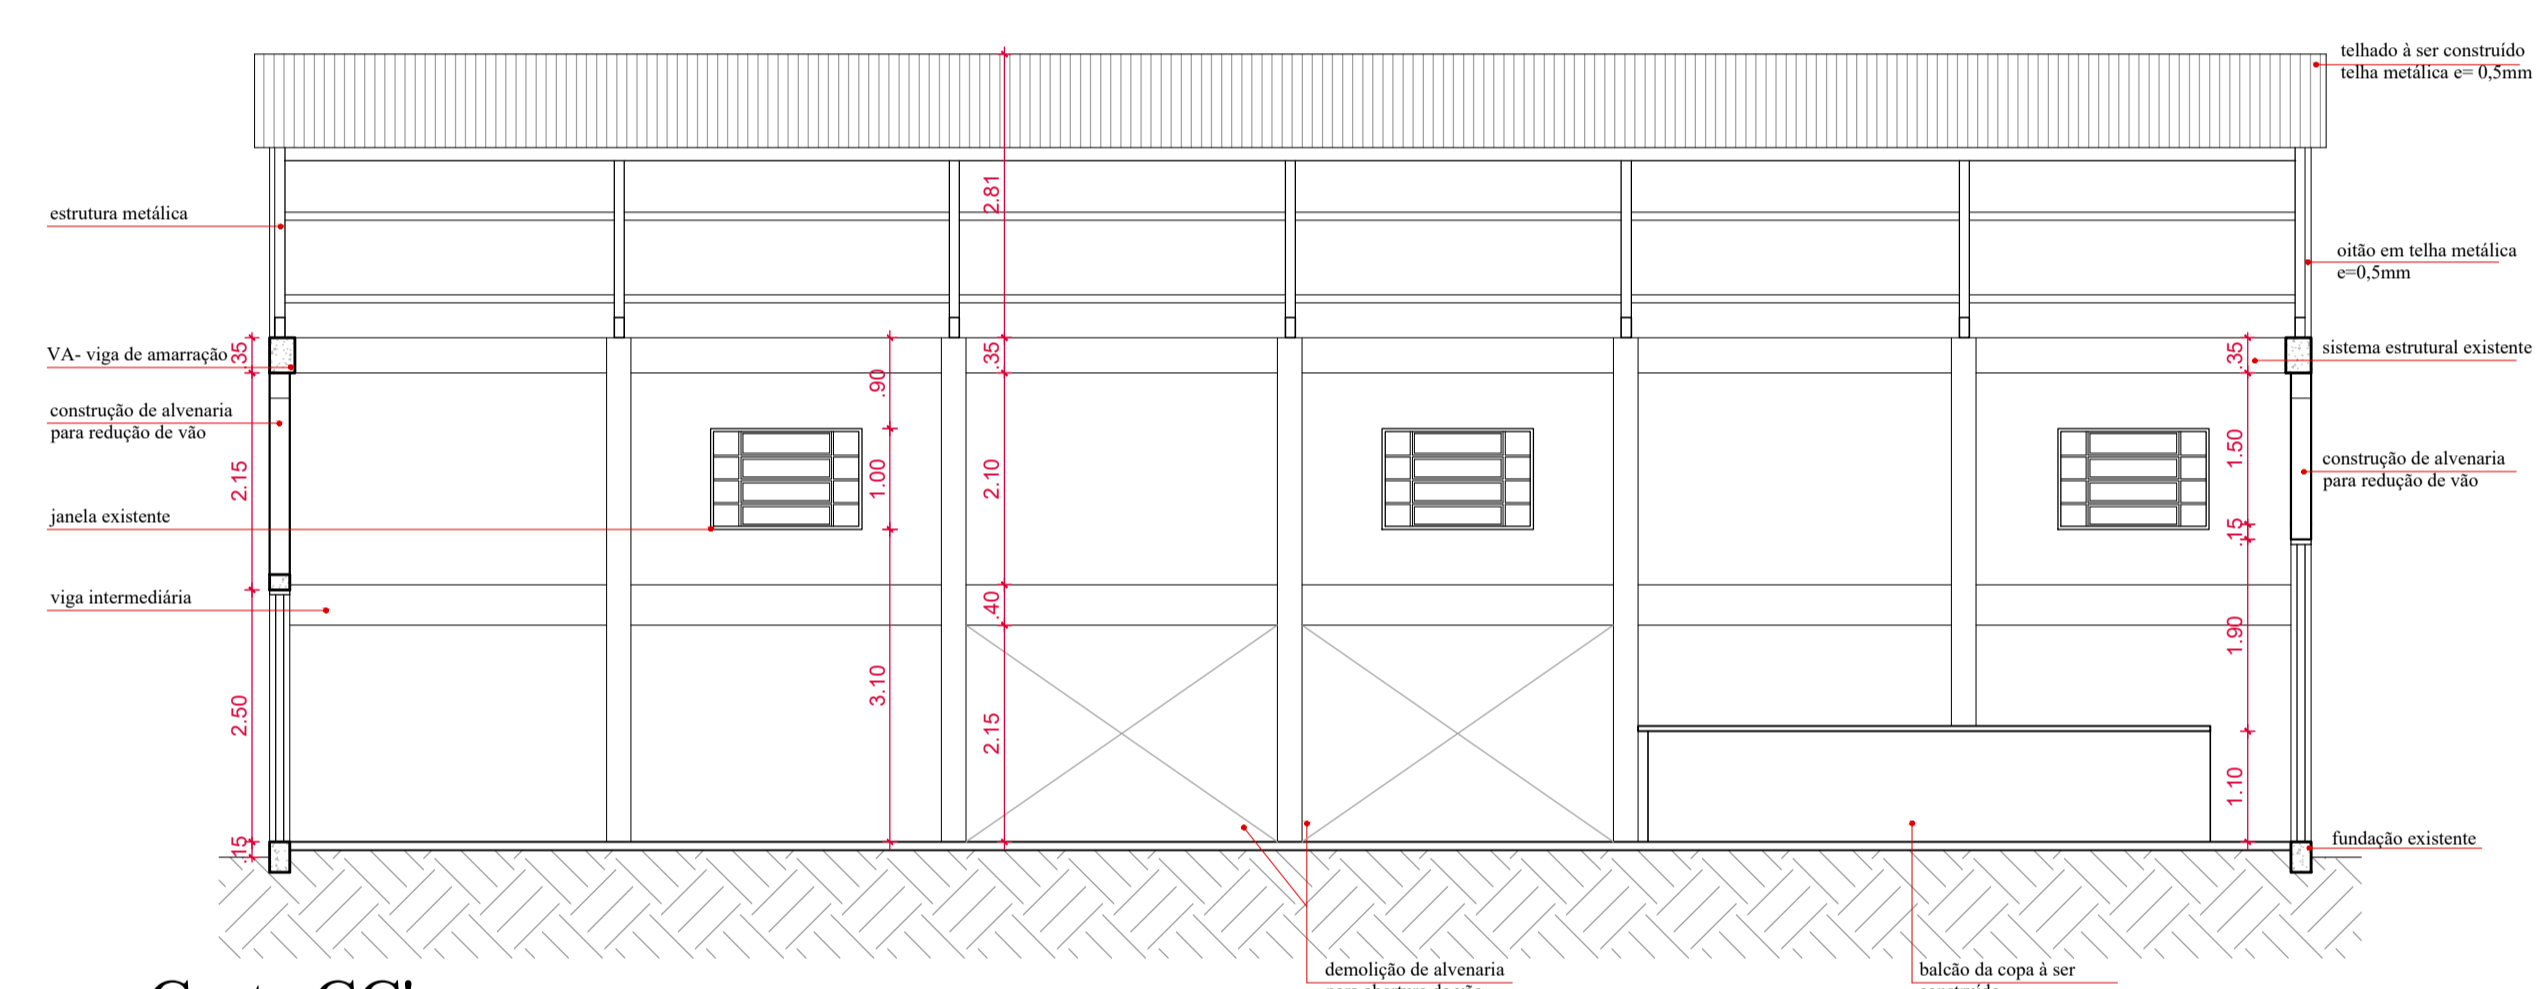 telhado à ser construído
telha metálica e= 0,5mm
2.81
estrutura metálica
oitão em telha metálica
e=0,5mm
VA- viga de amarração
.35
.90
.35
.35
sistema estrutural existente
construção de alvenaria
para redução de vão
2.15
1.00
2.10
1.50
construção de alvenaria
para redução de vão
janela existente
.15
viga intermediária
.40
1.90
2.50
3.10
2.15
1.10
.15
fundação existente
demolição de alvenaria
balcão da copa à ser